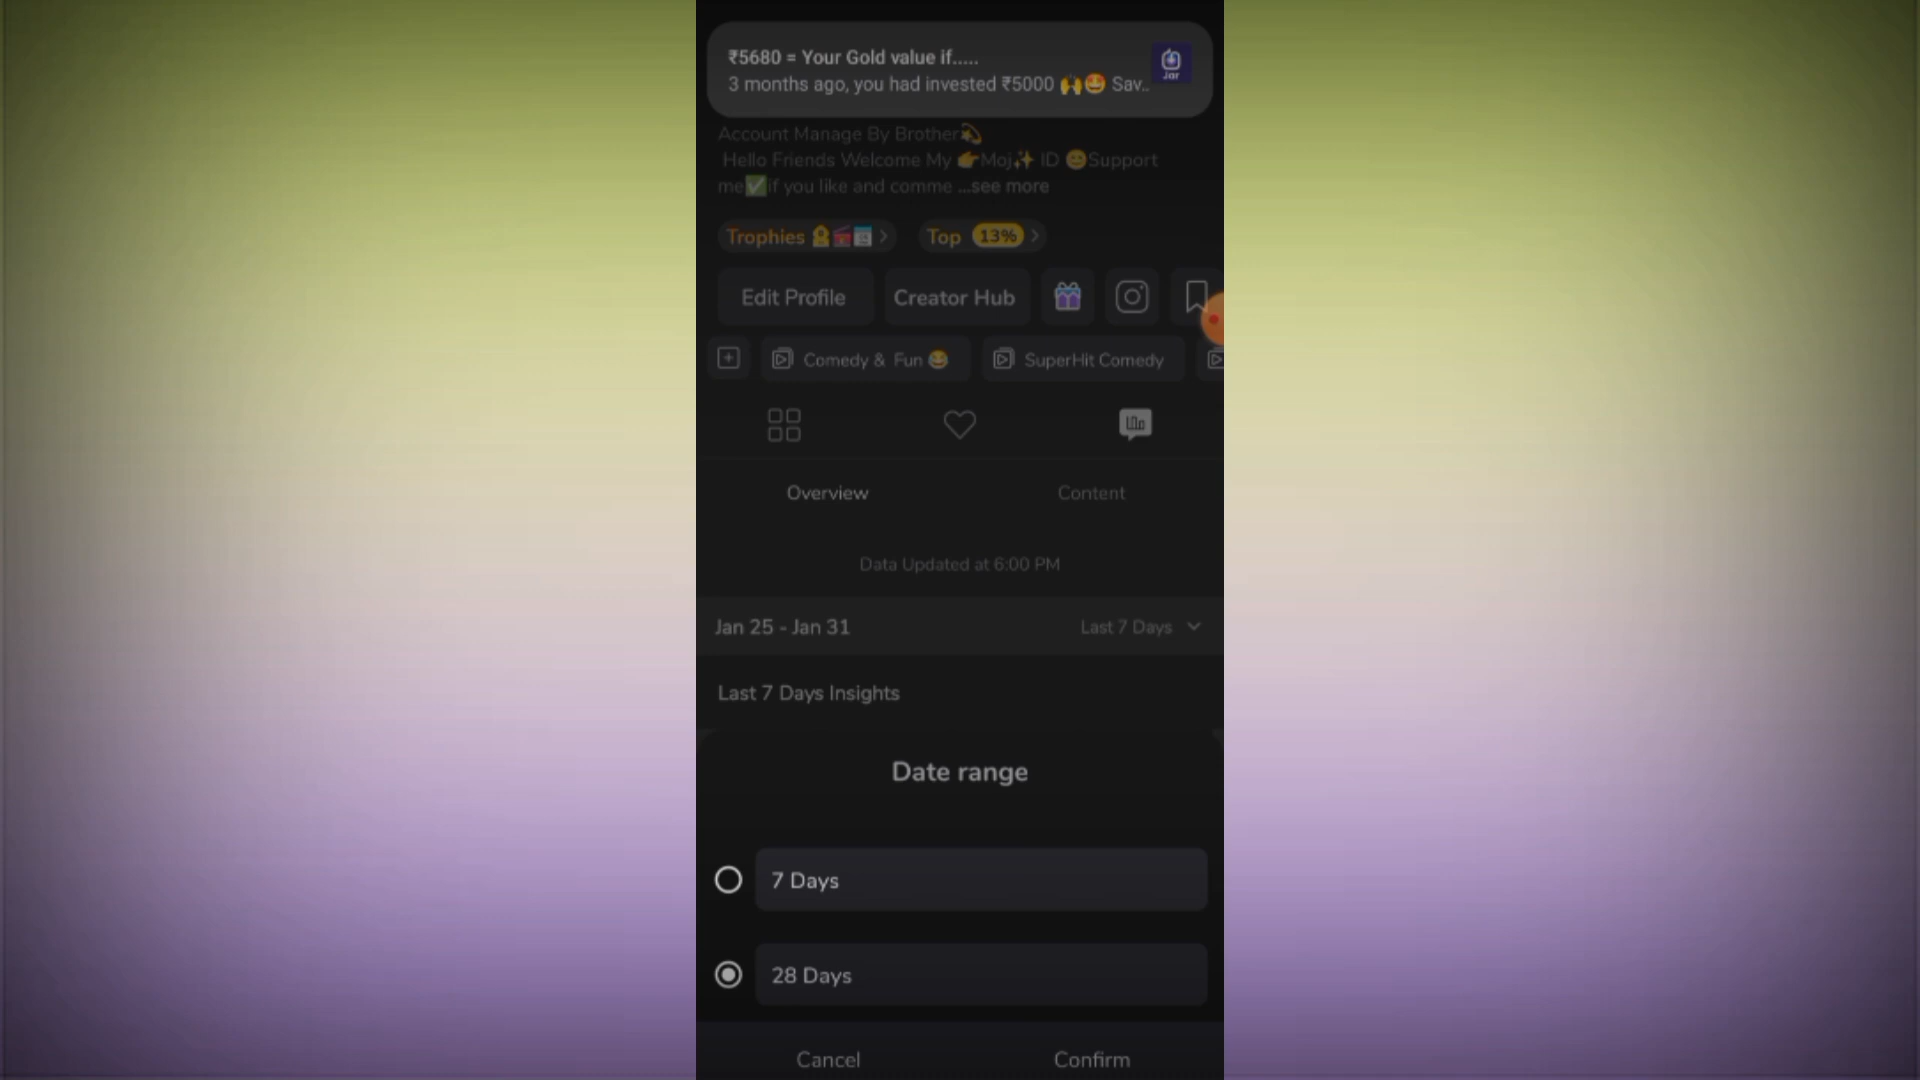 ₹5680 = Your Gold value if.....
3 months ago, you had invested ₹5000 🙌🤩 Sav..
Jar
Account Manage By Brother💫
Hello Friends Welcome My 👉Moj✨ ID 😊Support
me✅if you like and comme ...see more
Trophies
Top 13%
Edit Profile
Creator Hub
Comedy & Fun 😂
SuperHit Comedy
Overview
Content
Data Updated at 6:00 PM
Jan 25 - Jan 31
Last 7 Days
Last 7 Days Insights
Date range
7 Days
28 Days
Cancel
Confirm